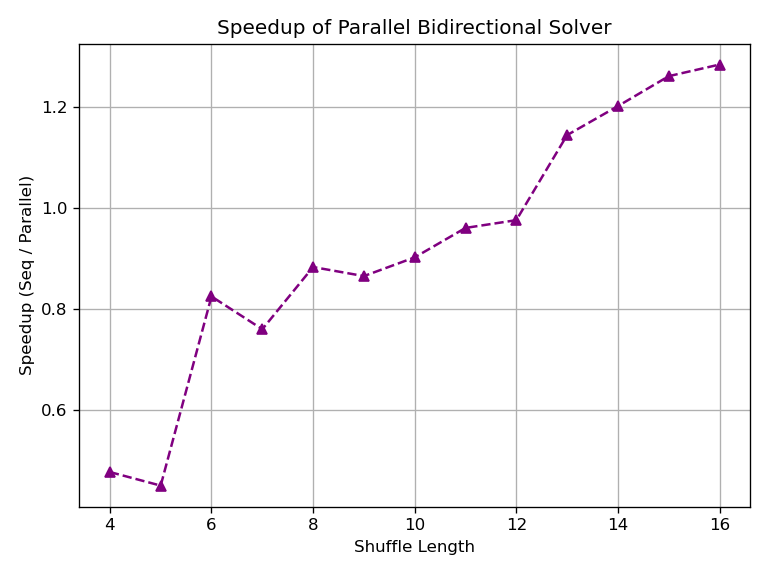 Speedup of Parallel Bidirectional Solver
1.2
1.0
0.8
0.6
Speedup (Seq / Parallel)
4 6 8 10 12 14 16
Shuffle Length